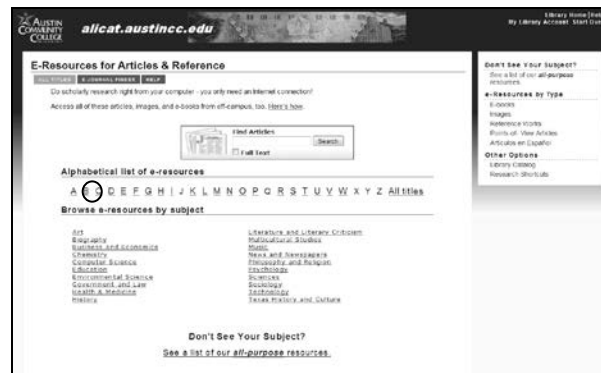 AUSTIN
COMMUNITY
COLLEGE
alicat.austincc.edu
Library Home
My Library Account Start Over
E-Resources for Articles & Reference
ALL TITLES E-JOURNAL FINDER HELP
Do scholarly research right from your computer - you only need an Internet connection!
Access all of these articles, images, and e-books from off-campus, too. Here's how.
Find Articles
Search
Full Text
Alphabetical list of e-resources
A B C D E F G H I J K L M N O P Q R S T U V W X Y Z All titles
Browse e-resources by subject
Art
Biography
Business and Economics
Chemistry
Computer Science
Education
Environmental Science
Government and Law
Health & Medicine
History
Literature and Literary Criticism
Multicultural Studies
Music
News and Newspapers
Philosophy and Religion
Psychology
Sciences
Sociology
Technology
Texas History and Culture
Don't See Your Subject?
See a list of our all-purpose resources.
Don't See Your Subject?
See a list of our all-purpose
resources.
e-Resources by Type
E-books
Images
Reference Works
Points of View Articles
Articulos en Español
Other Options
Library Catalog
Research Shortcuts